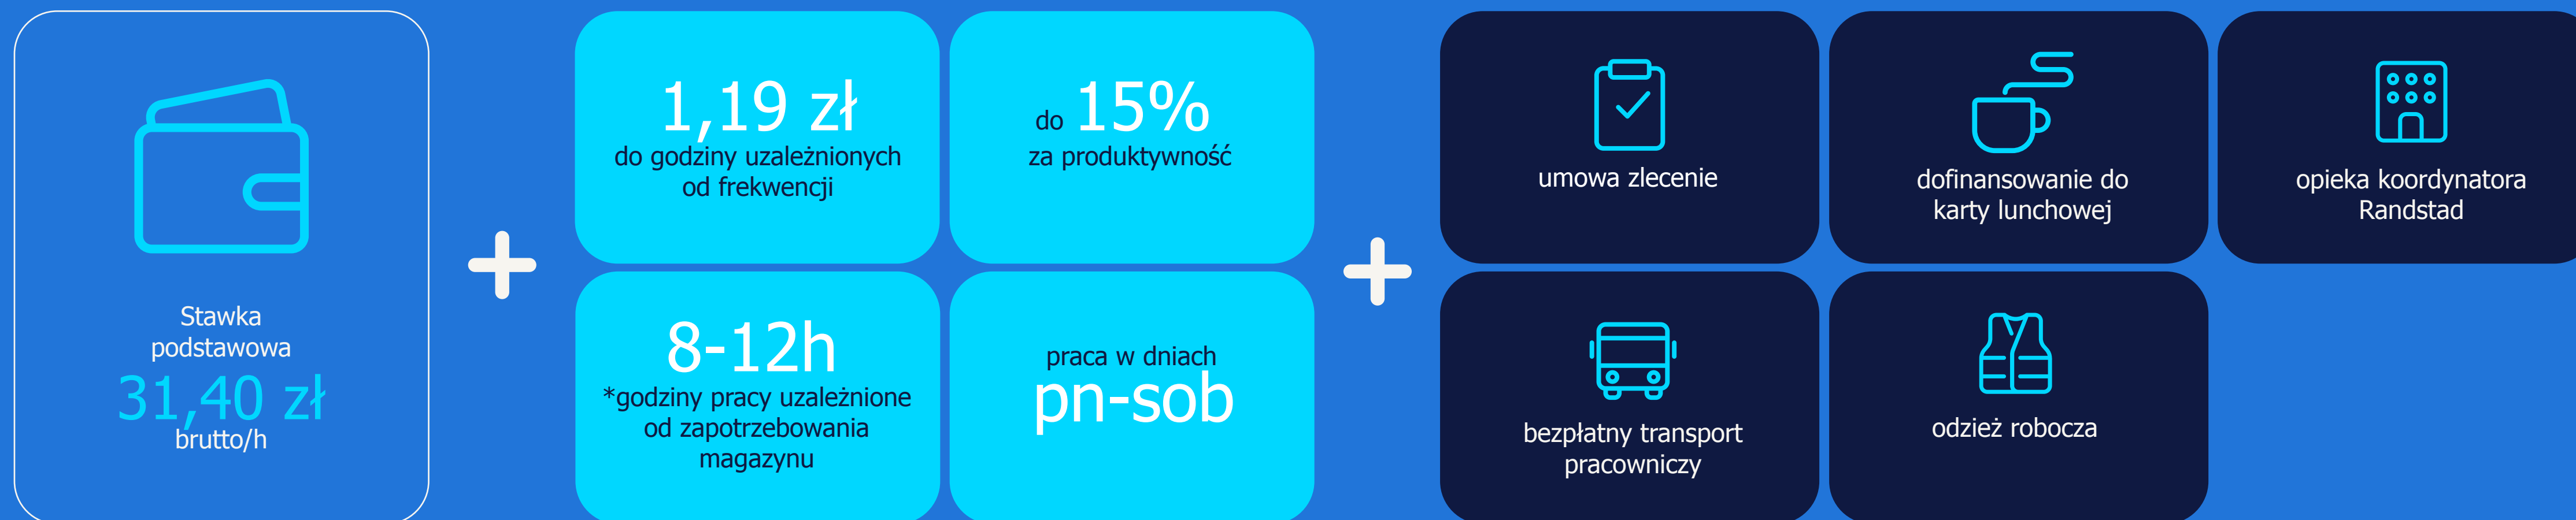 Stawka
podstawowa
31,40 zł
brutto/h
1,19 zł
do godziny uzależnionych
od frekwencji
do 15%
za produktywność
8-12h
*godziny pracy uzależnione
od zapotrzebowania
magazynu
praca w dniach
pn-sob
umowa zlecenie
dofinansowanie do
karty lunchowej
opieka koordynatora
Randstad
bezpłatny transport
pracowniczy
odzież robocza